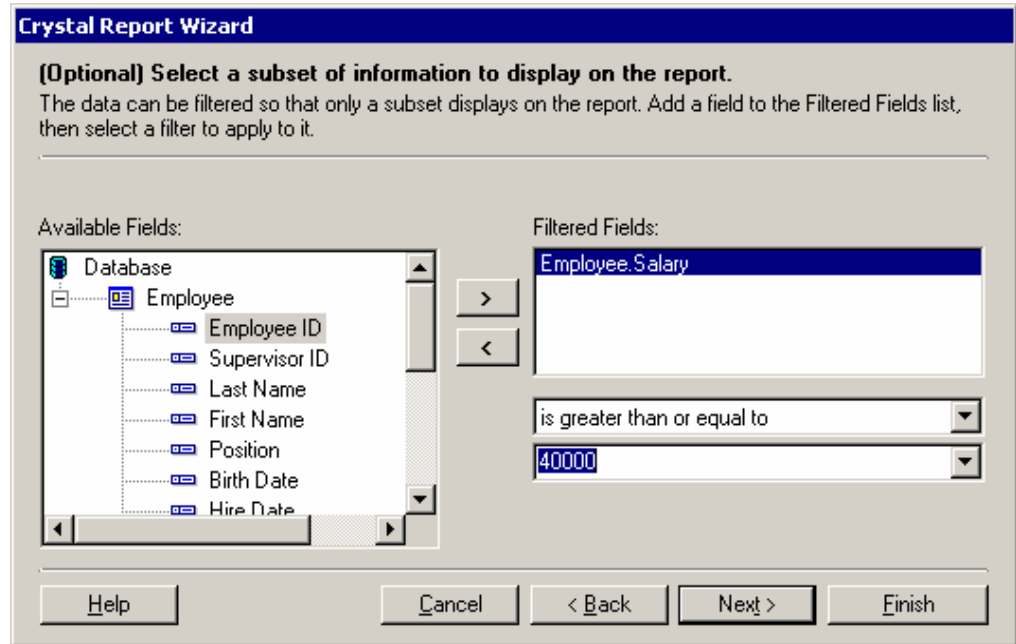 Crystal Report Wizard
(Optional) Select a subset of information to display on the report.
The data can be filtered so that only a subset displays on the report. Add a field to the Filtered Fields list,
then select a filter to apply to it.
Available Fields:
Database
Employee
Employee ID
Supervisor ID
Last Name
First Name
Position
Birth Date
Hire Date
>
<
Filtered Fields:
Employee.Salary
is greater than or equal to
40000
Help
Cancel
< Back
Next >
Finish